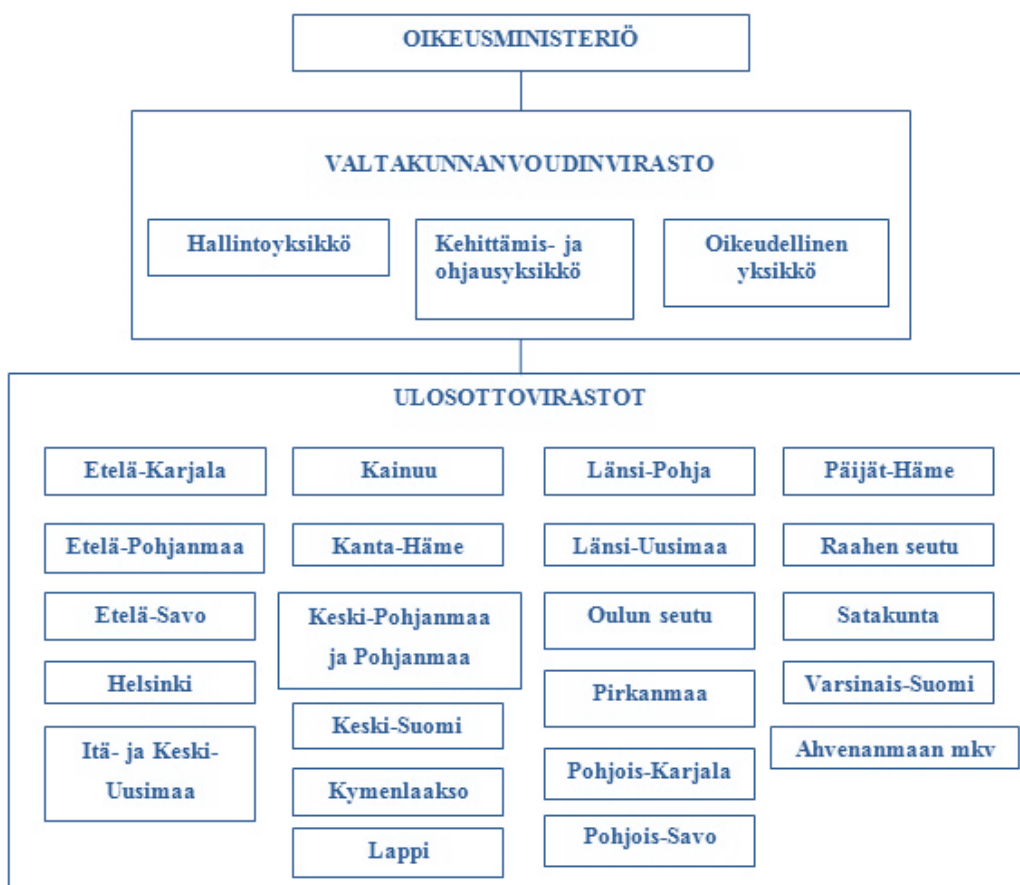 OIKEUSMINISTERIÖ
VALTAKUNNANVOUDINVIRASTO
Hallintoyksikkö
Kehittämis- ja
ohjausyksikkö
Oikeudellinen
yksikkö
ULOSOTTOVIRASTOT
Etelä-Karjala
Etelä-Pohjanmaa
Etelä-Savo
Helsinki
Itä- ja Keski-
Uusimaa
Kainuu
Kanta-Häme
Keski-Pohjanmaa
ja Pohjanmaa
Keski-Suomi
Kymenlaakso
Lappi
Länsi-Pohja
Länsi-Uusimaa
Oulun seutu
Pirkanmaa
Pohjois-Karjala
Pohjois-Savo
Päijät-Häme
Raahen seutu
Satakunta
Varsinais-Suomi
Ahvenanmaan mkv